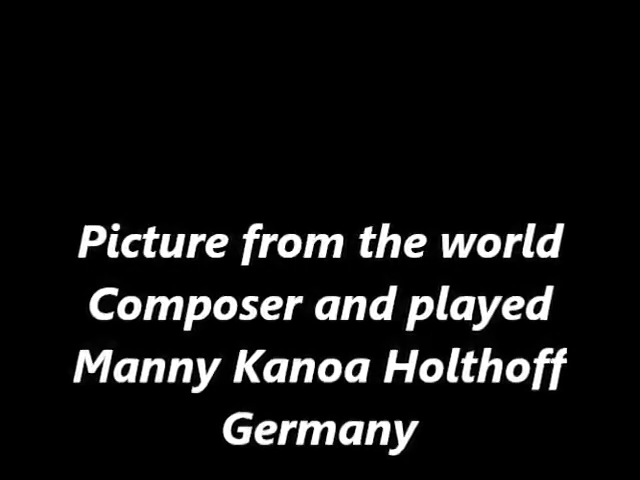 Picture from the world
Composer and played
Manny Kanoa Holthoff
Germany